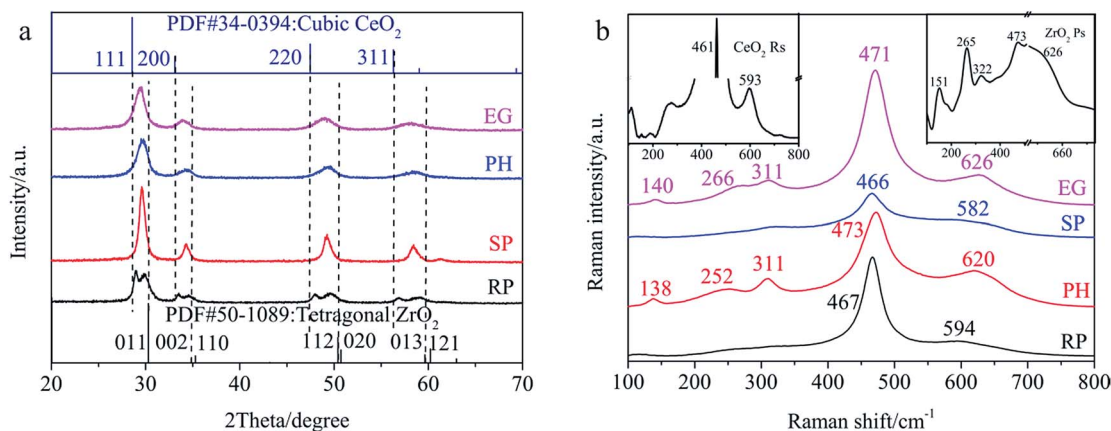 a
PDF#34-0394:Cubic CeO₂
111 200 220 311
EG
PH
SP
RP
PDF#50-1089:Tetragonal ZrO₂
011 002 110 112 020 013 121
20 30 40 50 60 70
2Theta/degree
Intensity/a.u.
b
461 CeO₂ Rs
593
200 400 600 800
ZrO₂ Ps
151 265 322 473 626
200 400 660
471
140 266 311 626 EG
466 582 SP
473
138 252 311 620 PH
467 594 RP
100 200 300 400 500 600 700 800
Raman shift/cm⁻¹
Raman intensity/a.u.